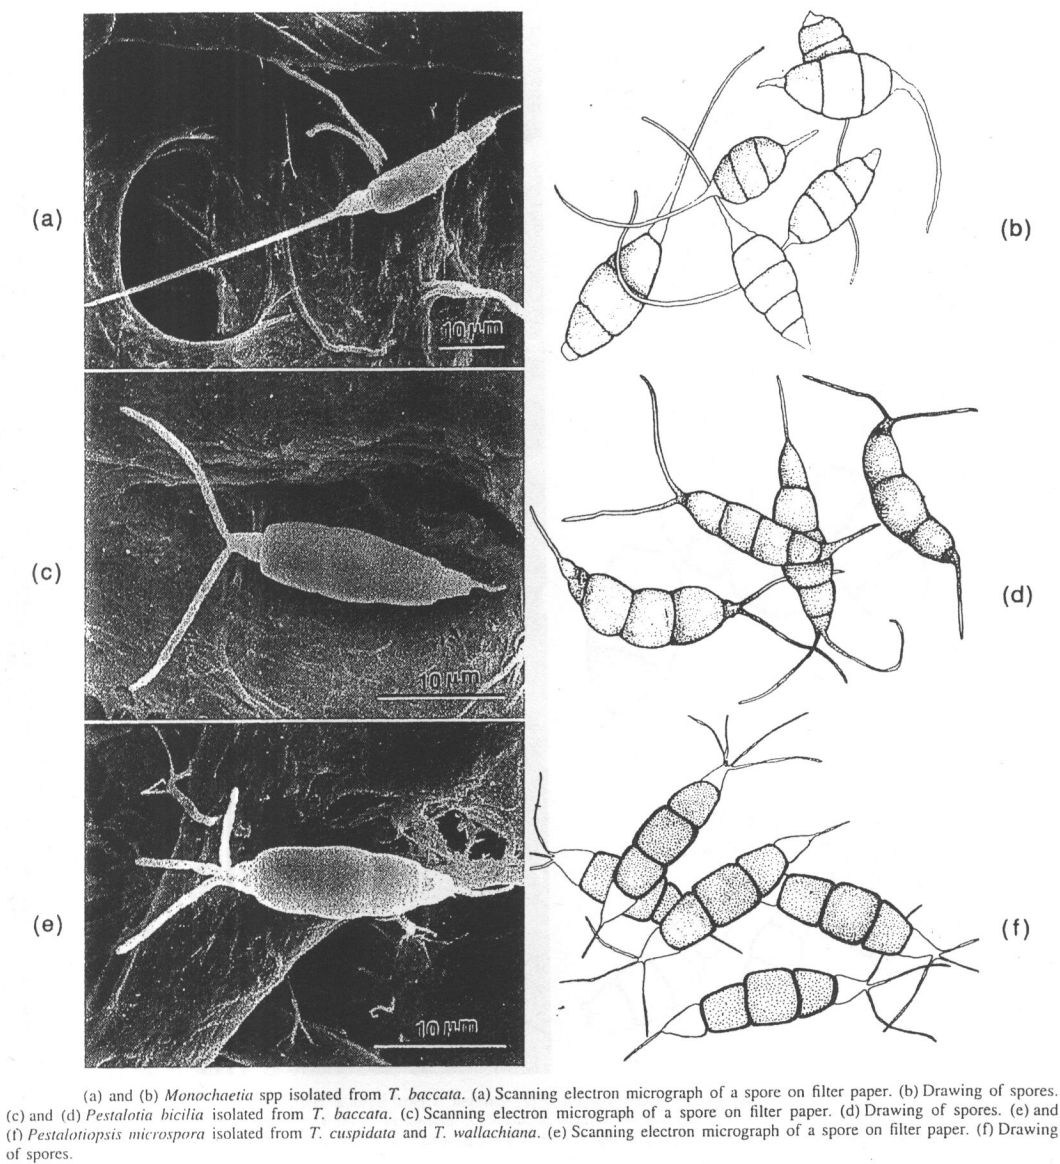 (a)
10 µm
(b)
(c)
10 µm
(d)
(e)
10 µm
(f)
(a) and (b) Monochaetia spp isolated from T. baccata. (a) Scanning electron micrograph of a spore on filter paper. (b) Drawing of spores.
(c) and (d) Pestalotia bicilia isolated from T. baccata. (c) Scanning electron micrograph of a spore on filter paper. (d) Drawing of spores. (e) and
(f) Pestalotiopsis microspora isolated from T. cuspidata and T. wallachiana. (e) Scanning electron micrograph of a spore on filter paper. (f) Drawing
of spores.